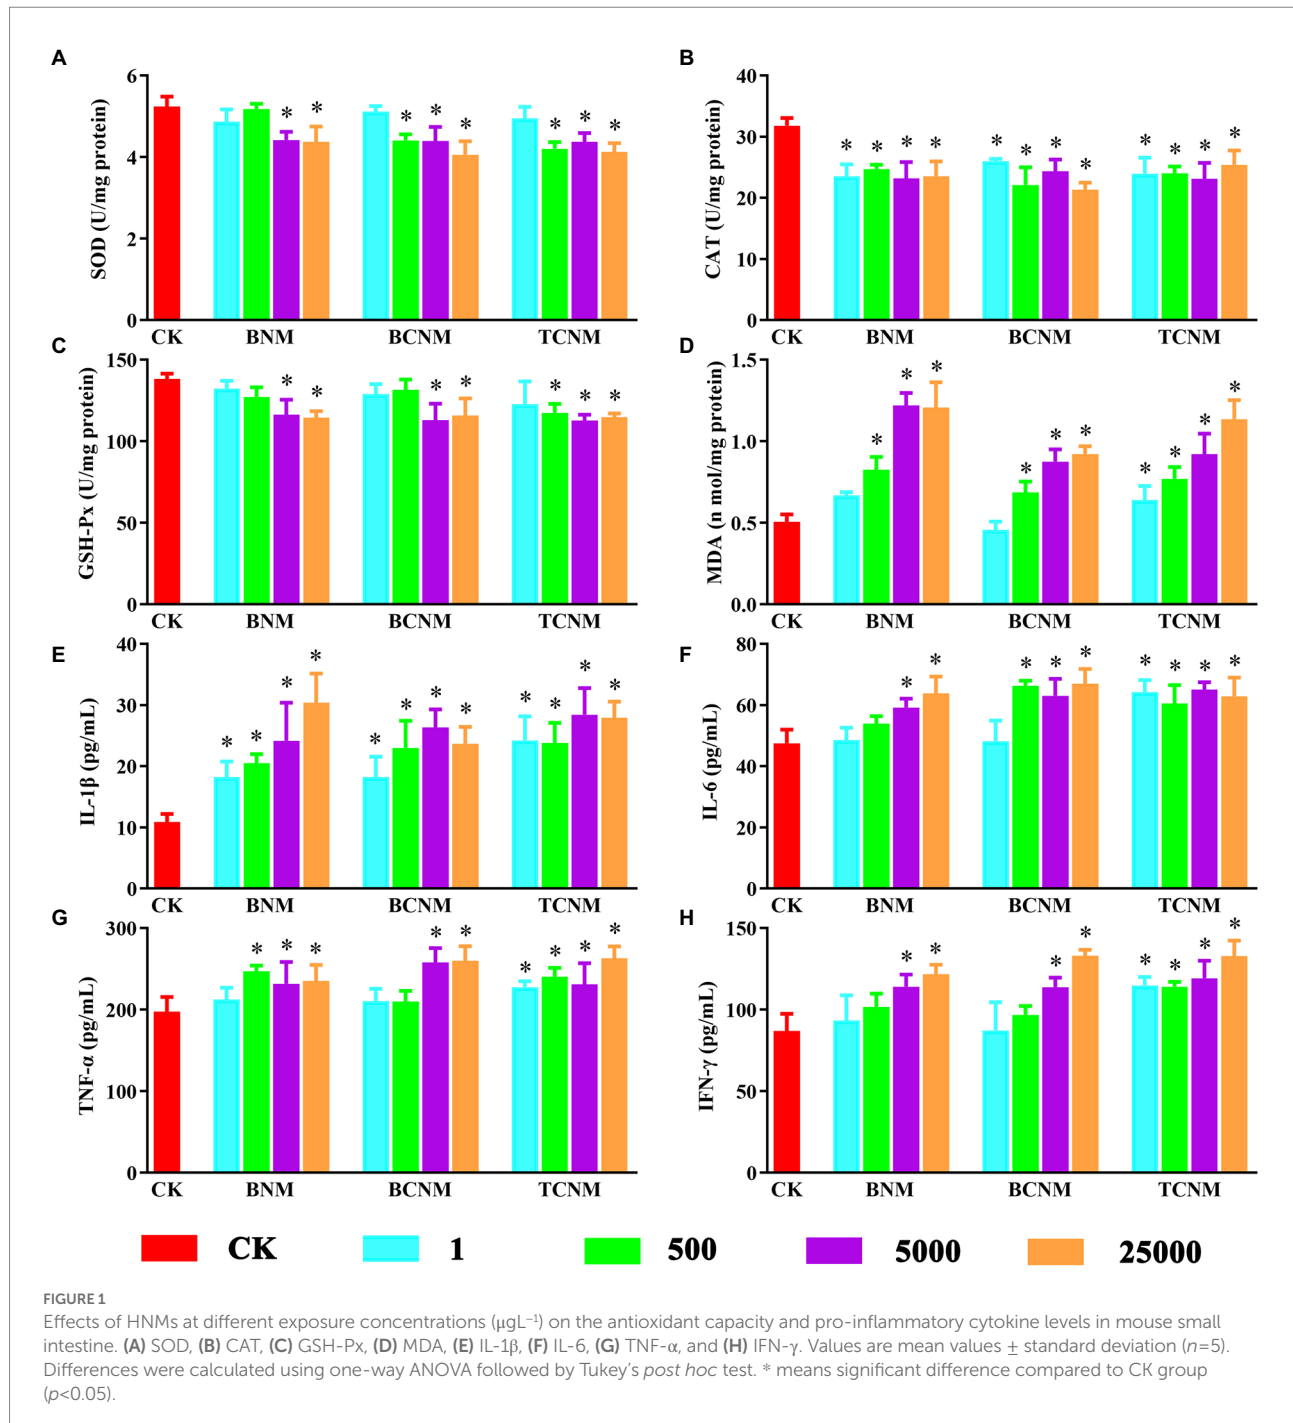 A
SOD (U/mg protein)
6
4
2
0
* * * * * * * *
CK BNM BCNM TCNM
B
CAT (U/mg protein)
40
30
20
10
0
* * * * * * * * * * * *
CK BNM BCNM TCNM
C
GSH-Px (U/mg protein)
150
100
50
0
* * * * * * *
CK BNM BCNM TCNM
D
MDA (n mol/mg protein)
1.5
1.0
0.5
0.0
* * * * * * * * * *
CK BNM BCNM TCNM
E
IL-1β (pg/mL)
40
30
20
10
0
* * * * * * * * * * * *
CK BNM BCNM TCNM
F
IL-6 (pg/mL)
80
60
40
20
0
* * * * * * * * *
CK BNM BCNM TCNM
G
TNF-α (pg/mL)
300
200
100
0
* * * * * * * * *
CK BNM BCNM TCNM
H
IFN-γ (pg/mL)
150
100
50
0
* * * * * * * *
CK BNM BCNM TCNM
CK 1 500 5000 25000
FIGURE 1
Effects of HNMs at different exposure concentrations (μgL⁻¹) on the antioxidant capacity and pro-inflammatory cytokine levels in mouse small
intestine. (A) SOD, (B) CAT, (C) GSH-Px, (D) MDA, (E) IL-1β, (F) IL-6, (G) TNF-α, and (H) IFN-γ. Values are mean values ± standard deviation (n=5).
Differences were calculated using one-way ANOVA followed by Tukey's post hoc test. * means significant difference compared to CK group
(p<0.05).